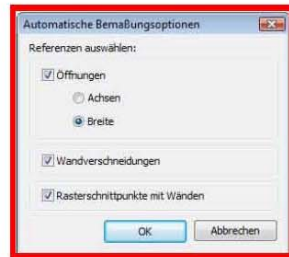 Automatische Bemaßungsoptionen
Referenzen auswählen:
Öffnungen
Achsen
Breite
Wandverschneidungen
Rasterschnittpunkte mit Wänden
OK Abbrechen